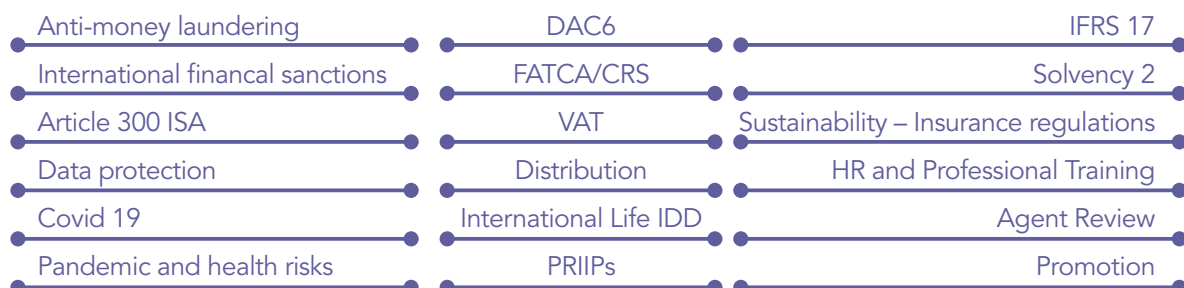 Anti-money laundering
International financal sanctions
Article 300 ISA
Data protection
Covid 19
Pandemic and health risks
DAC6
FATCA/CRS
VAT
Distribution
International Life IDD
PRIIPs
IFRS 17
Solvency 2
Sustainability – Insurance regulations
HR and Professional Training
Agent Review
Promotion